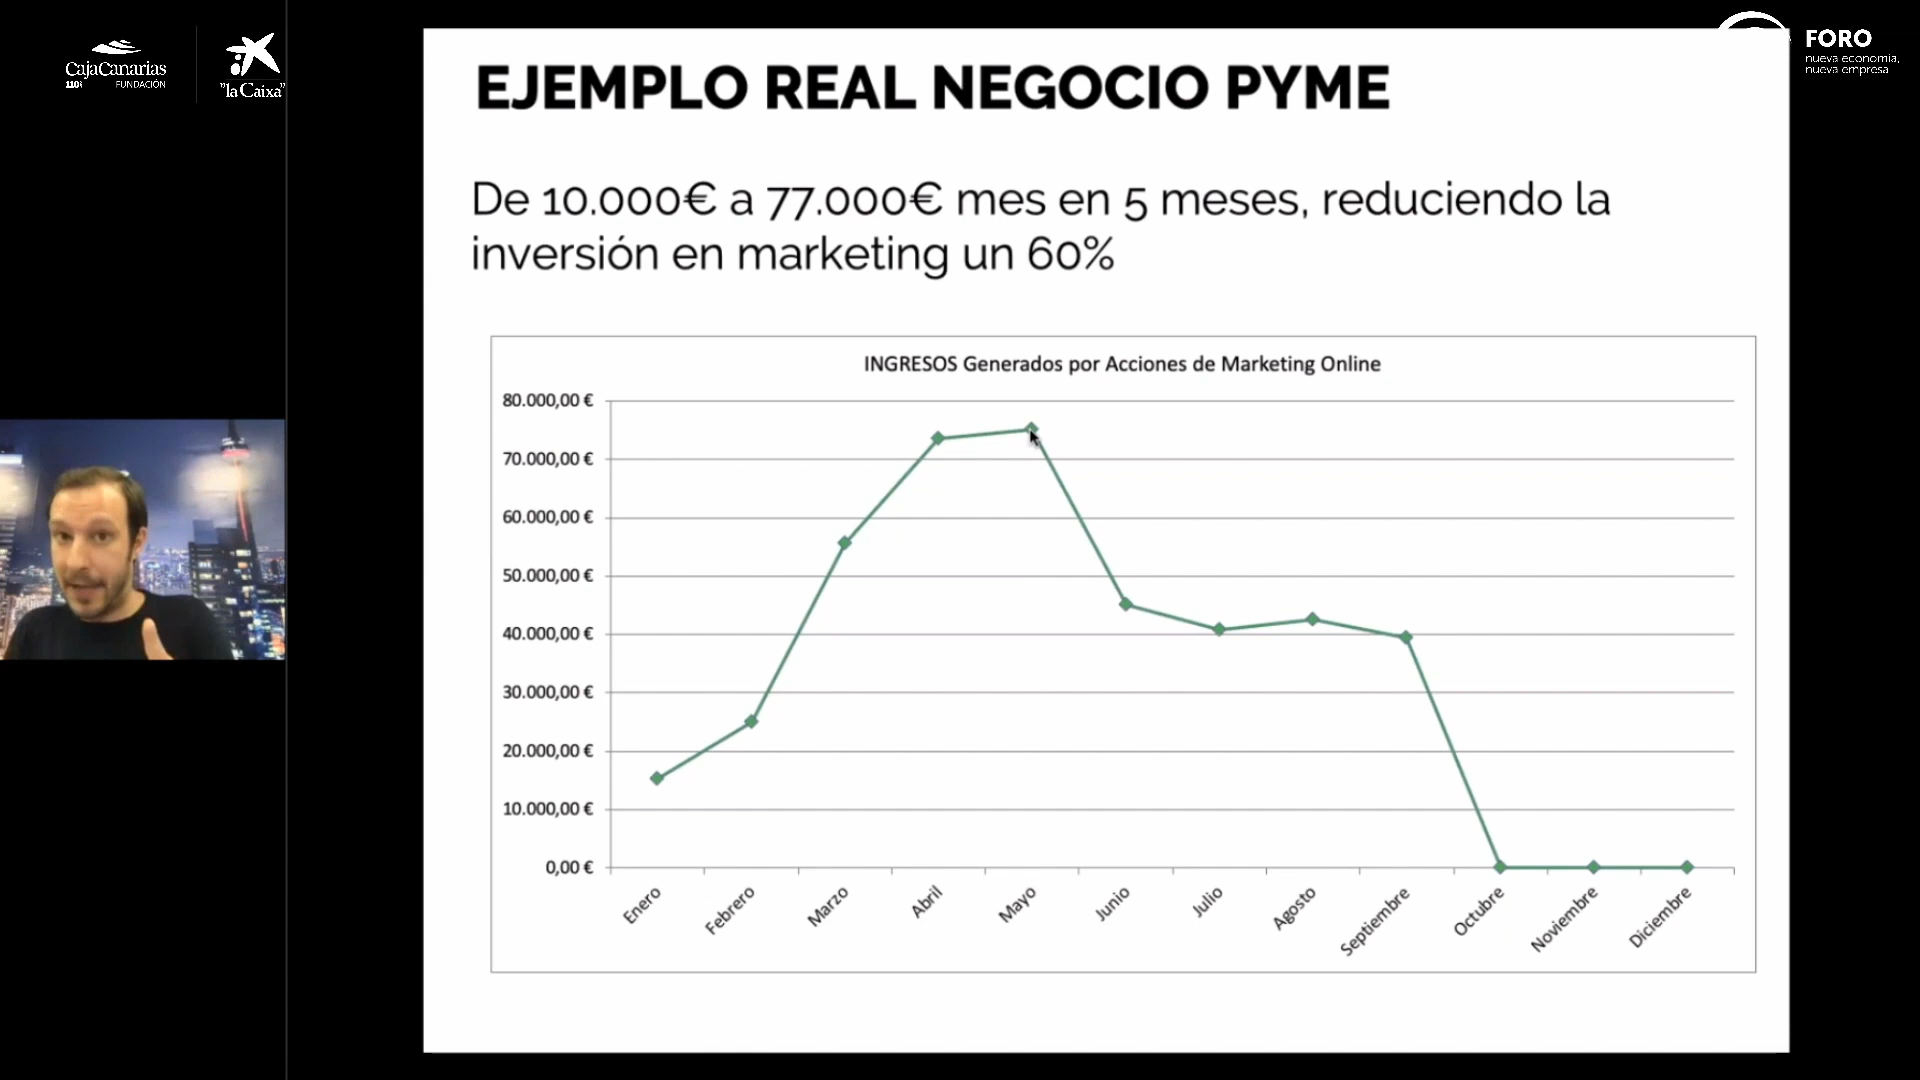 CajaCanarias
FUNDACIÓN
"la Caixa"
FORO
nueva economía,
nueva empresa
EJEMPLO REAL NEGOCIO PYME
De 10.000€ a 77.000€ mes en 5 meses, reduciendo la
inversión en marketing un 60%
INGRESOS Generados por Acciones de Marketing Online
80.000,00 €
70.000,00 €
60.000,00 €
50.000,00 €
40.000,00 €
30.000,00 €
20.000,00 €
10.000,00 €
0,00 €
Enero
Febrero
Marzo
Abril
Mayo
Junio
Julio
Agosto
Septiembre
Octubre
Noviembre
Diciembre